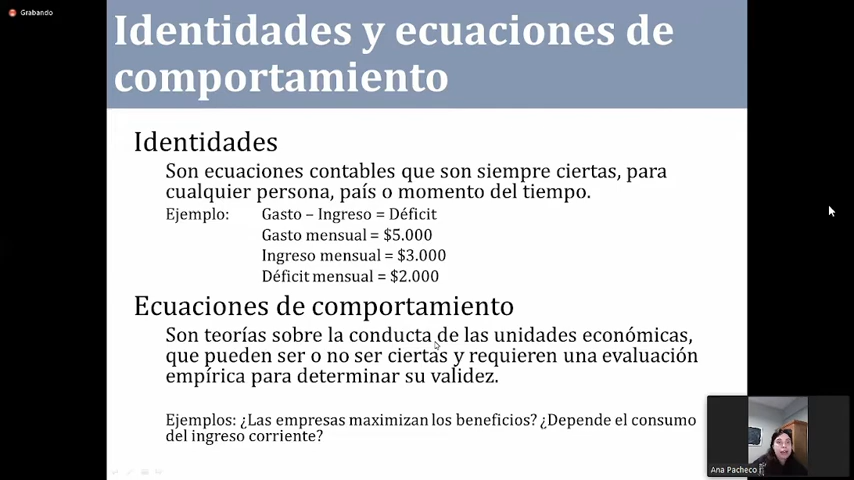 Grabando
Identidades y ecuaciones de
comportamiento
Identidades
Son ecuaciones contables que son siempre ciertas, para
cualquier persona, país o momento del tiempo.
Ejemplo: Gasto – Ingreso = Déficit
Gasto mensual = $5.000
Ingreso mensual = $3.000
Déficit mensual = $2.000
Ecuaciones de comportamiento
Son teorías sobre la conducta de las unidades económicas,
que pueden ser o no ser ciertas y requieren una evaluación
empírica para determinar su validez.
Ejemplos: ¿Las empresas maximizan los beneficios? ¿Depende el consumo
del ingreso corriente?
Ana Pacheco